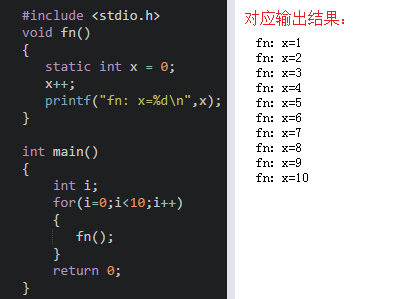 #include <stdio.h>
void fn()
{
    static int x = 0;
    x++;
    printf("fn: x=%d\n",x);
}

int main()
{
    int i;
    for(i=0;i<10;i++)
    {
        fn();
    }
    return 0;
}
对应输出结果：
fn: x=1
fn: x=2
fn: x=3
fn: x=4
fn: x=5
fn: x=6
fn: x=7
fn: x=8
fn: x=9
fn: x=10